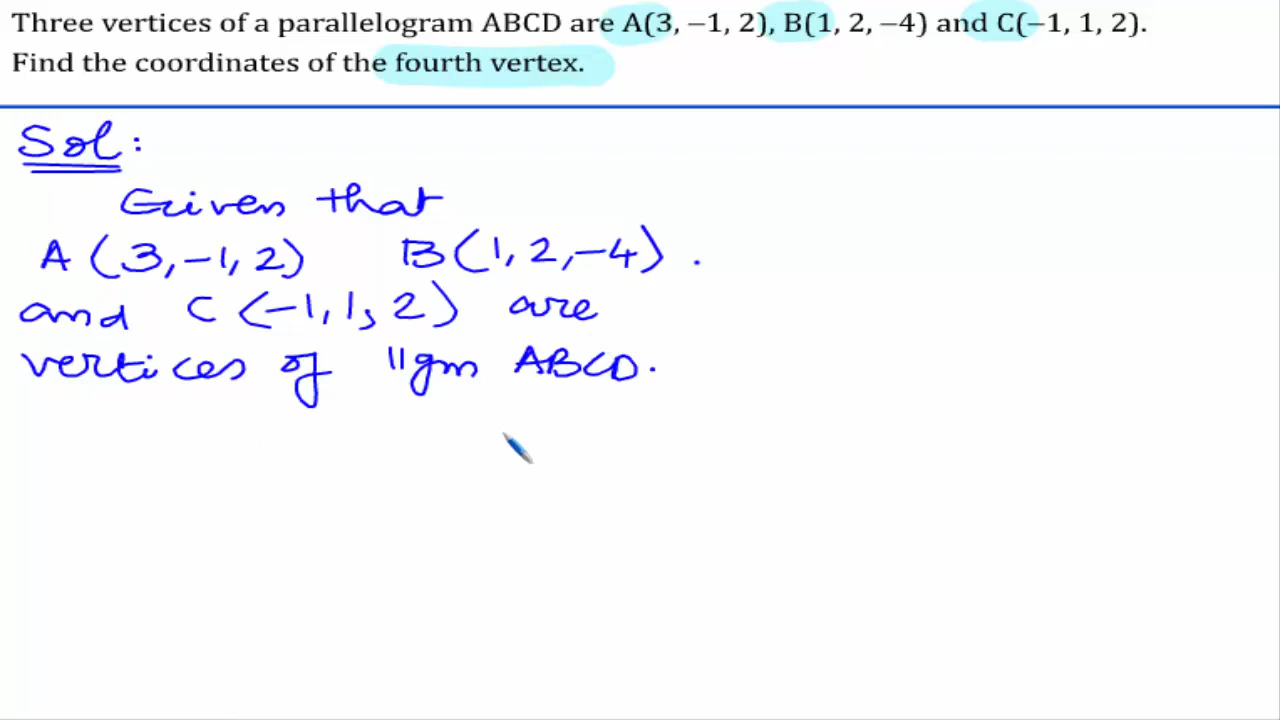 Three vertices of a parallelogram ABCD are A(3, −1, 2), B(1, 2, −4) and C(−1, 1, 2).
Find the coordinates of the fourth vertex.
Sol:
Given that
A (3,-1,2) B(1,2,-4) .
and C (-1,1,2) are
vertices of llgm ABCD.